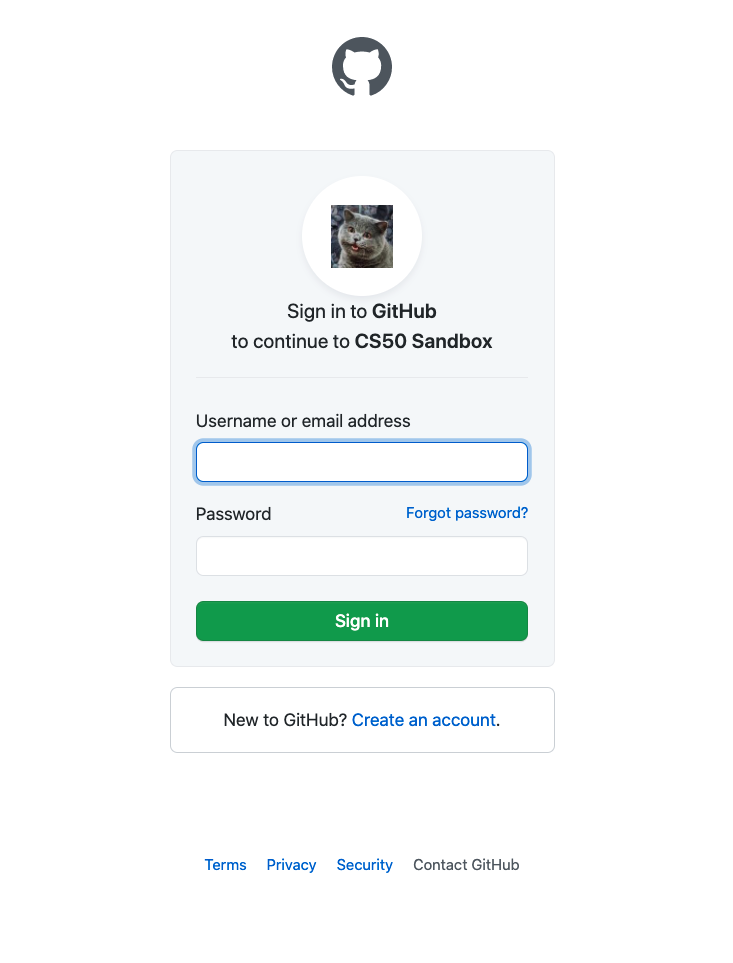 Sign in to GitHub
to continue to CS50 Sandbox
Username or email address
Password Forgot password?
Sign in
New to GitHub? Create an account.
Terms Privacy Security Contact GitHub